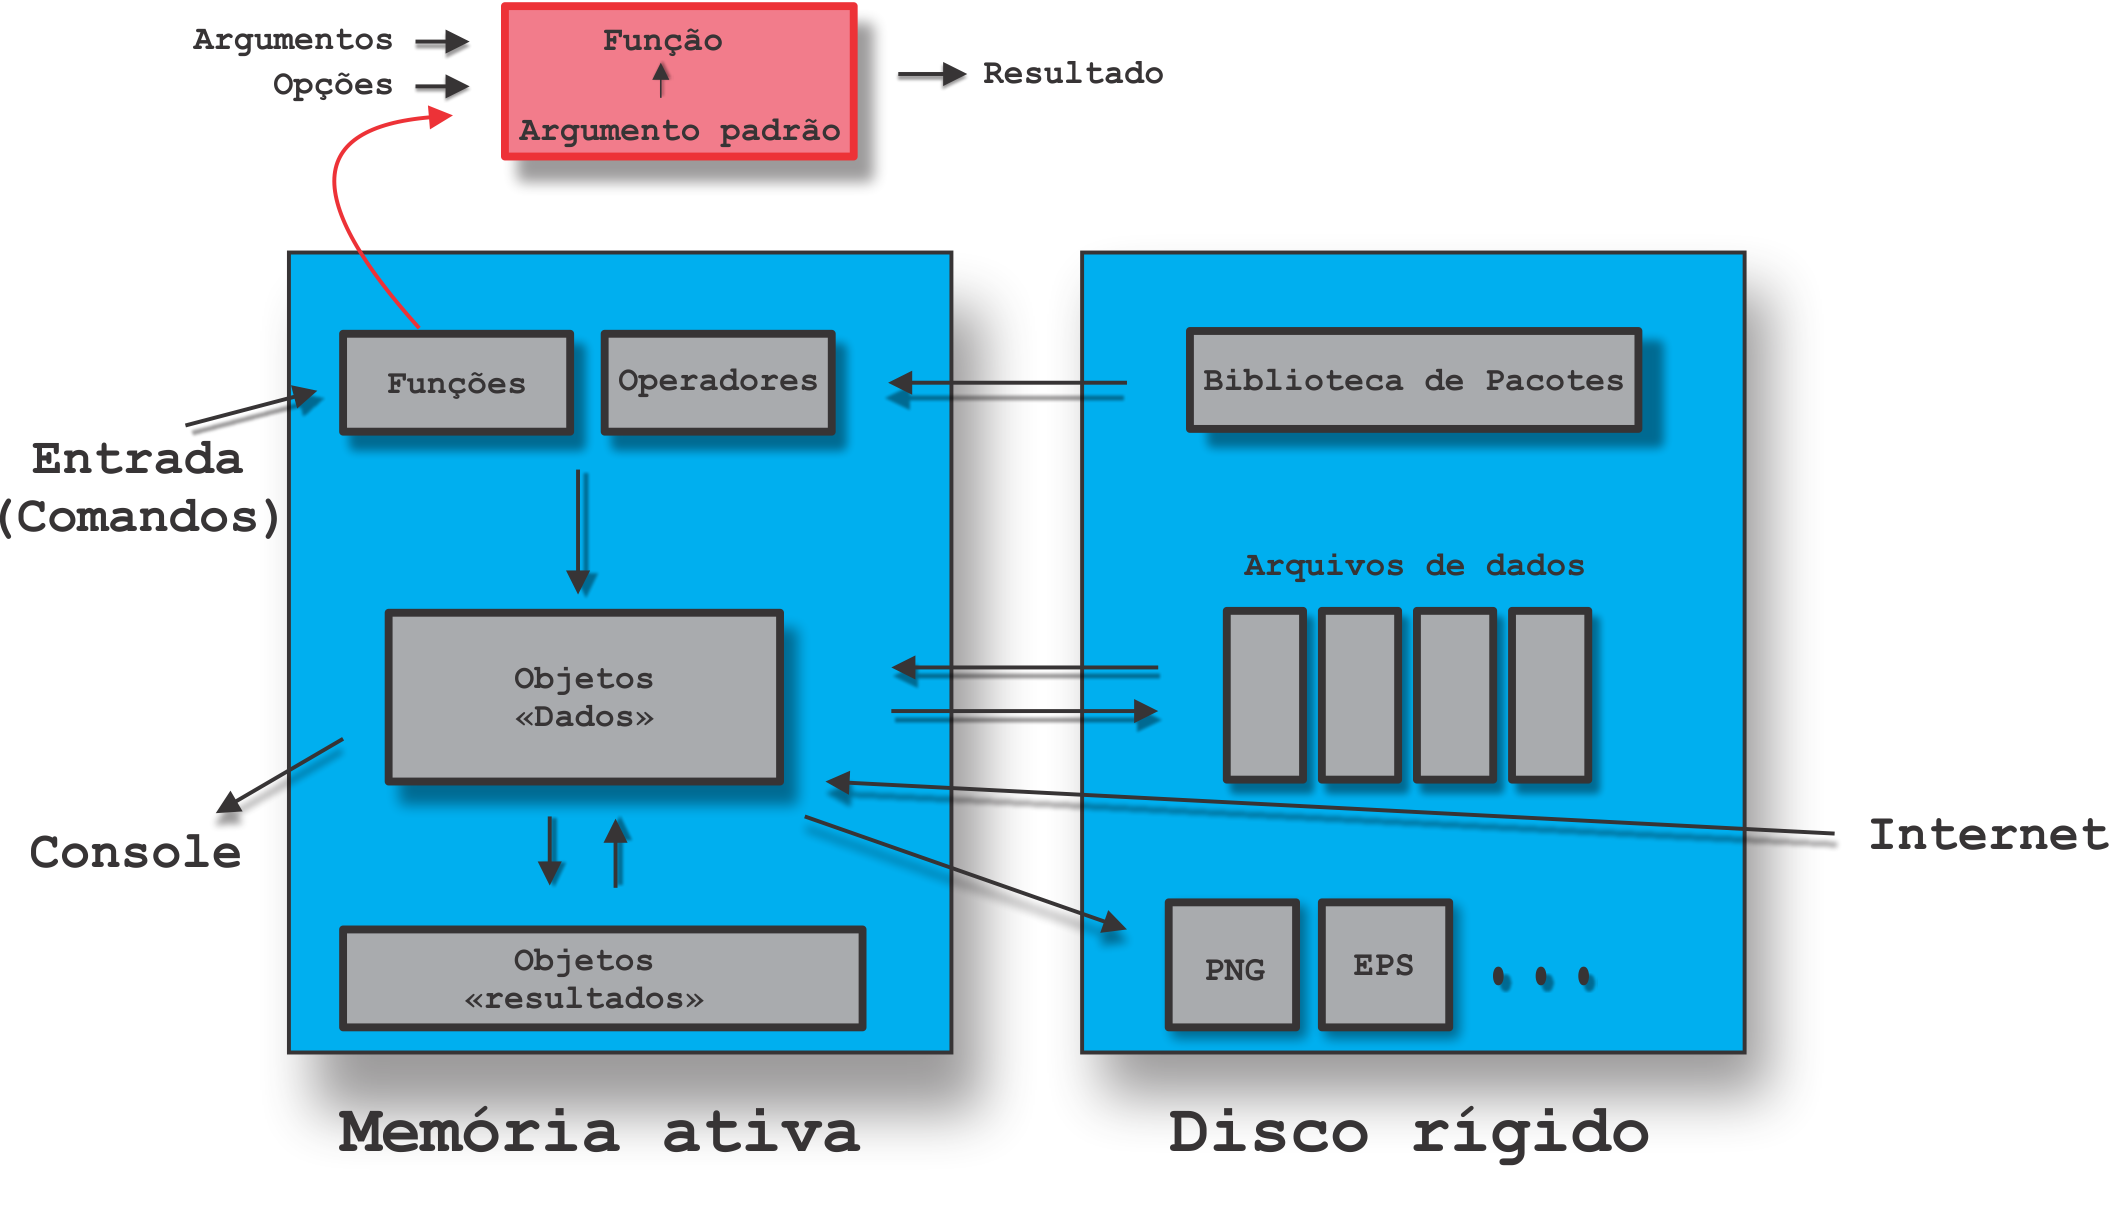 Argumentos
Opções
Função
Argumento padrão
Resultado
Funções
Operadores
Biblioteca de Pacotes
Entrada
(Comandos)
Arquivos de dados
Objetos
«Dados»
Console
Internet
Objetos
«resultados»
PNG
EPS
...
Memória ativa
Disco rígido